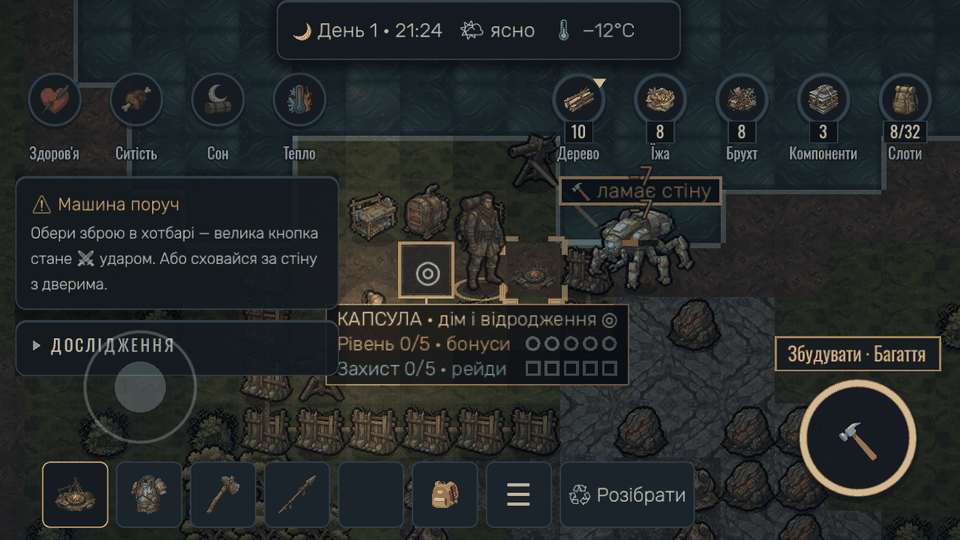 День 1 • 21:24 ясно −12°C
Здоров'я
Ситість
Сон
Тепло
10
8
8
3
8/32
Дерево
Їжа
Брухт
Компоненти
Слоти
−7
ламає стіну
−7
Машина поруч
Обери зброю в хотбарі — велика кнопка
стане ударом. Або сховайся за стіну
з дверима.
КАПСУЛА • дім і відродження
Рівень 0/5 • бонуси
Захист 0/5 • рейди
ДОСЛІДЖЕННЯ
Збудувати · Багаття
Розібрати